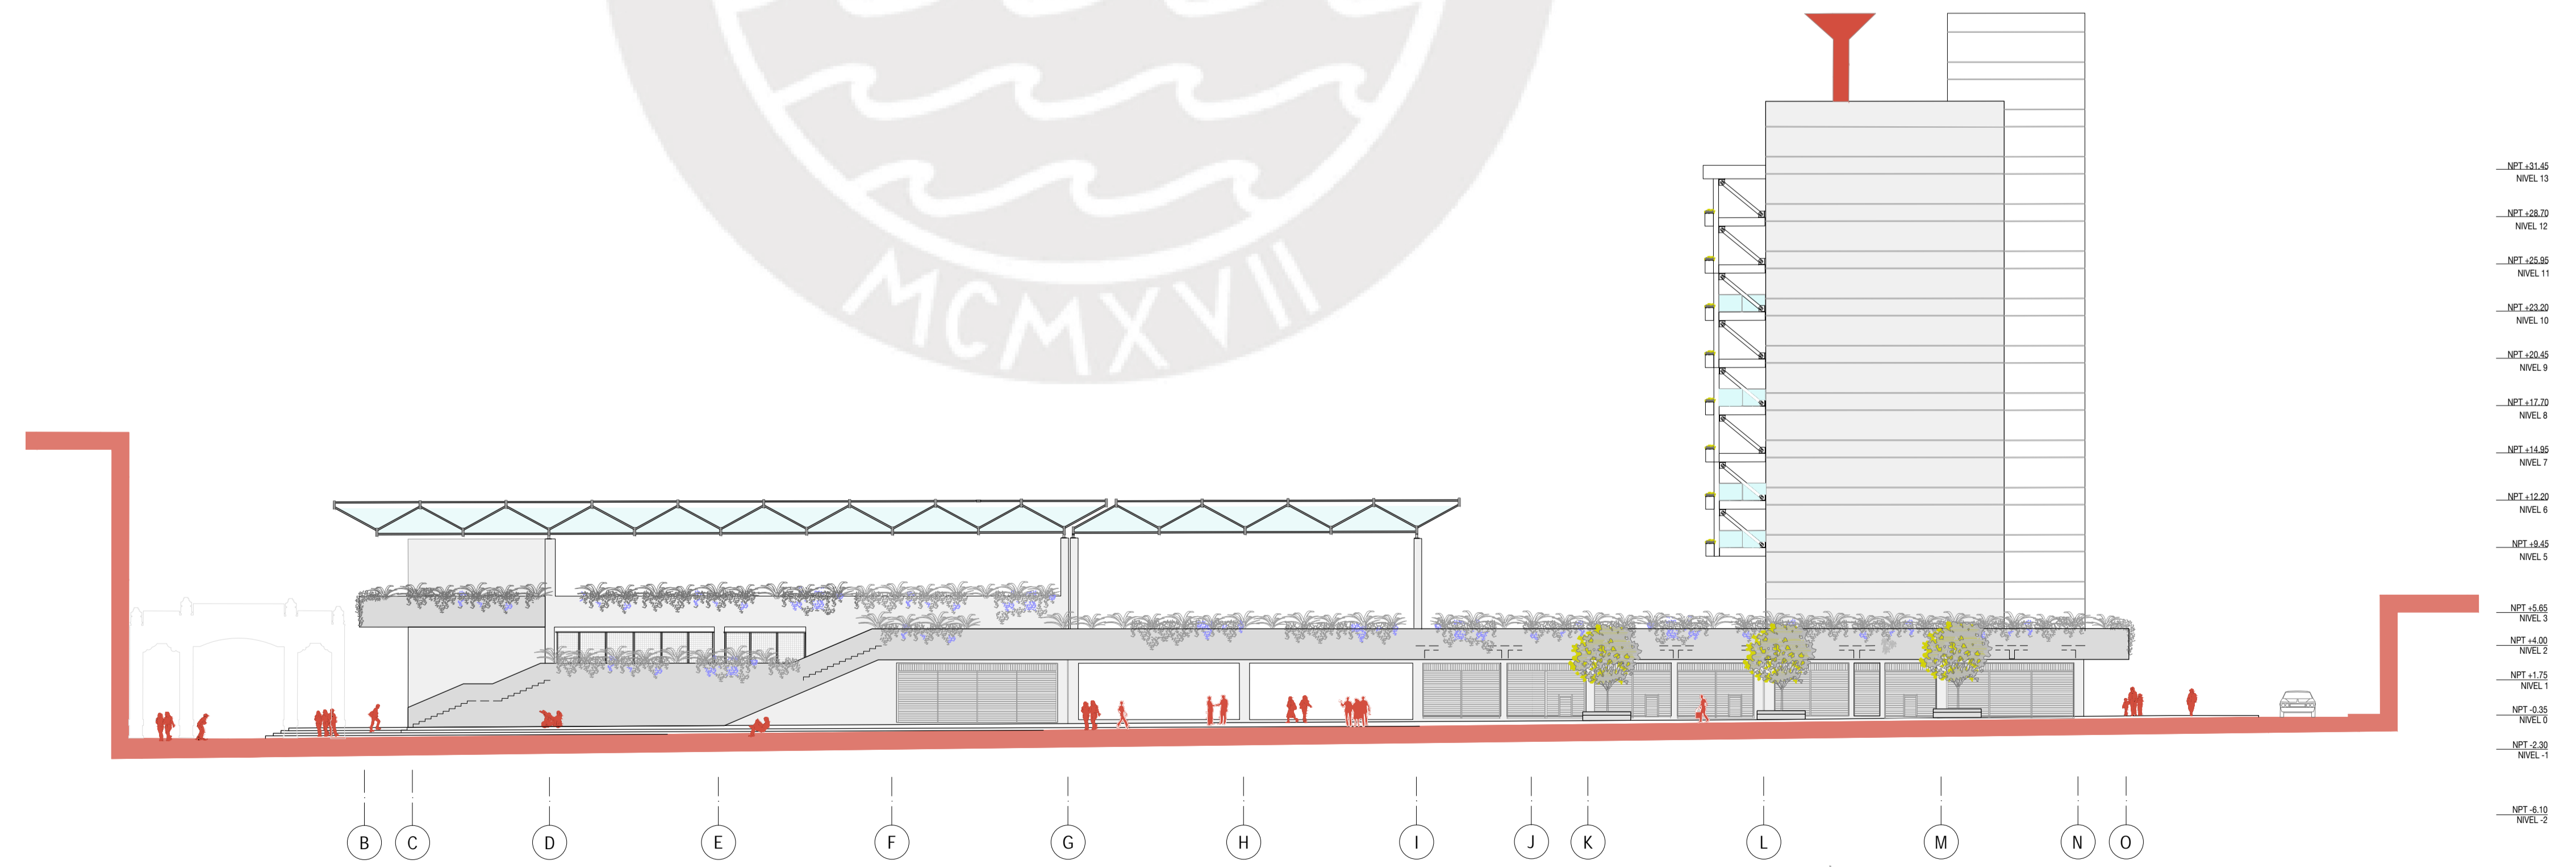 MCMXVII
NPT +31.45
NIVEL 13
NPT +28.70
NIVEL 12
NPT +25.95
NIVEL 11
NPT +23.20
NIVEL 10
NPT +20.45
NIVEL 9
NPT +17.70
NIVEL 8
NPT +14.95
NIVEL 7
NPT +12.20
NIVEL 6
NPT +9.45
NIVEL 5
NPT +5.65
NIVEL 3
NPT +4.00
NIVEL 2
NPT +1.75
NIVEL 1
NPT -0.35
NIVEL 0
NPT -2.30
NIVEL -1
NPT -6.10
NIVEL -2
B C D E F G H I J K L M N O